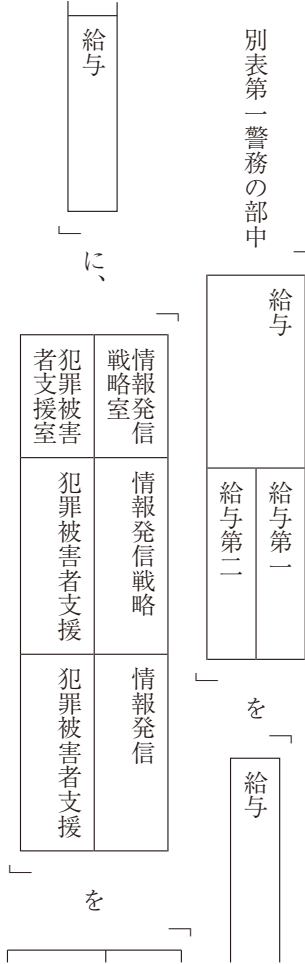 別表第一警務の部中
「
給与
給与第一
給与第二
」を「
給与
給与
」に、「
情報発信
戦略室
情報発信戦略
情報発信
犯罪被害
者支援室
犯罪被害者支援
犯罪被害者支援
」を「